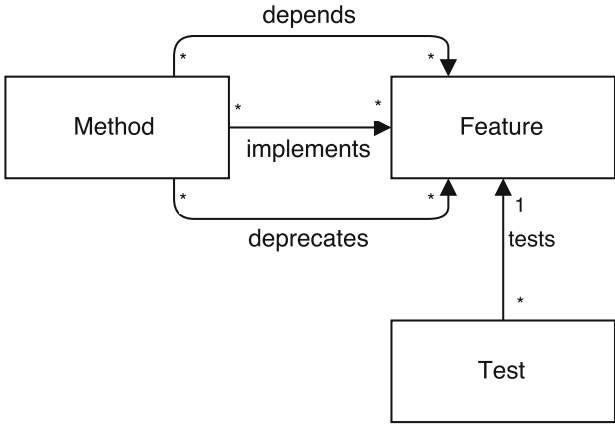 depends
* *
Method
* *
implements
Feature
* *
deprecates
1
tests
*
Test